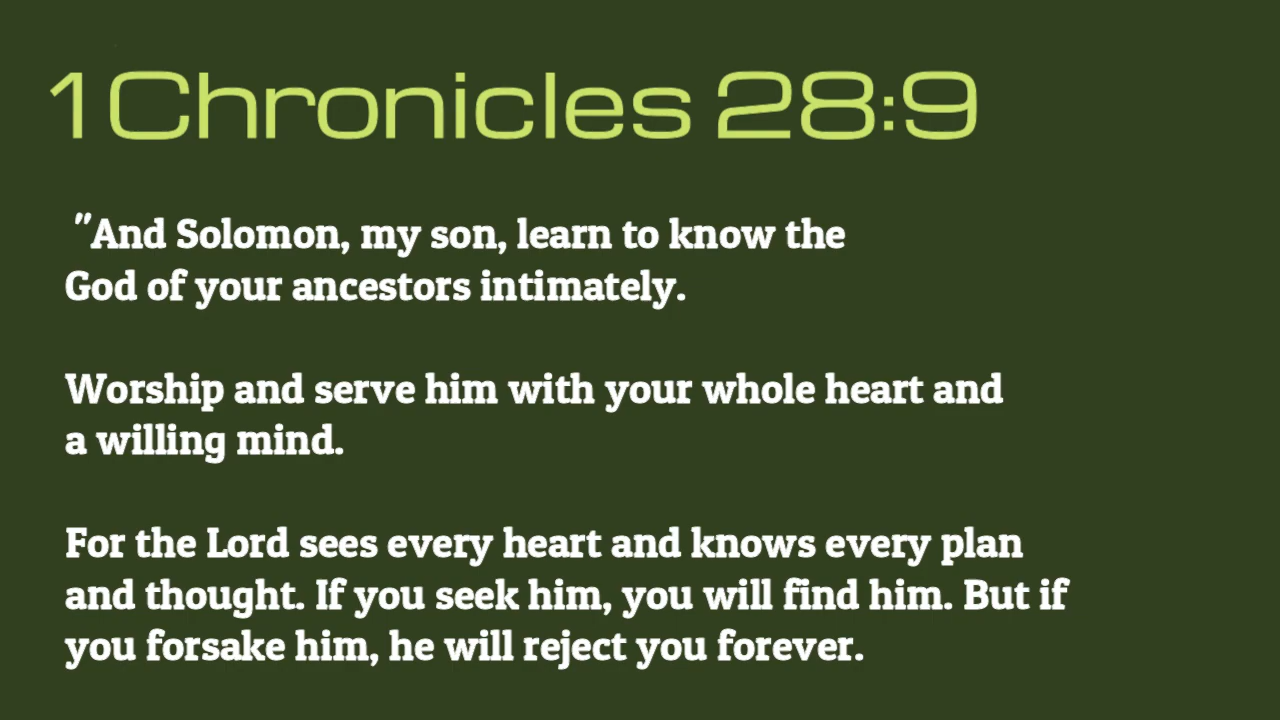 1 Chronicles 28:9
"And Solomon, my son, learn to know the
God of your ancestors intimately.
Worship and serve him with your whole heart and
a willing mind.
For the Lord sees every heart and knows every plan
and thought. If you seek him, you will find him. But if
you forsake him, he will reject you forever.